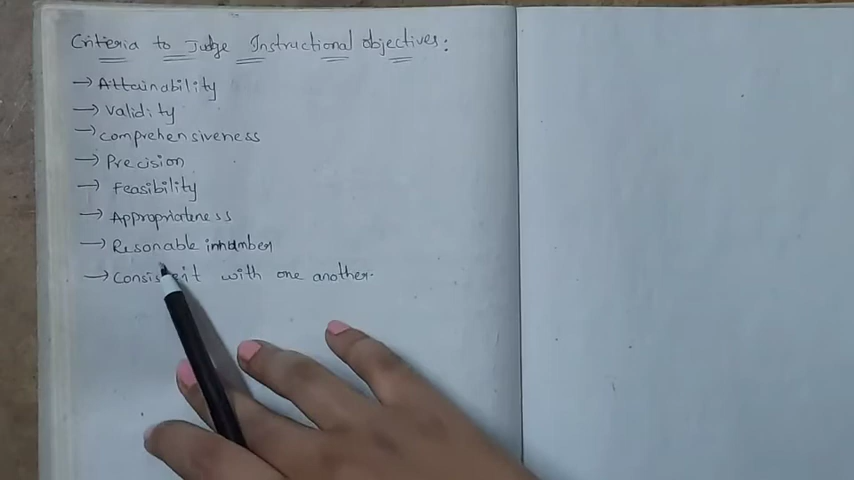 Criteria to Judge Instructional objectives:
→ Attainability
→ Validity
→ comprehensiveness
→ Precision
→ Feasibility
→ Appropriateness
→ Resonable innumber
→ Consistent with one another.